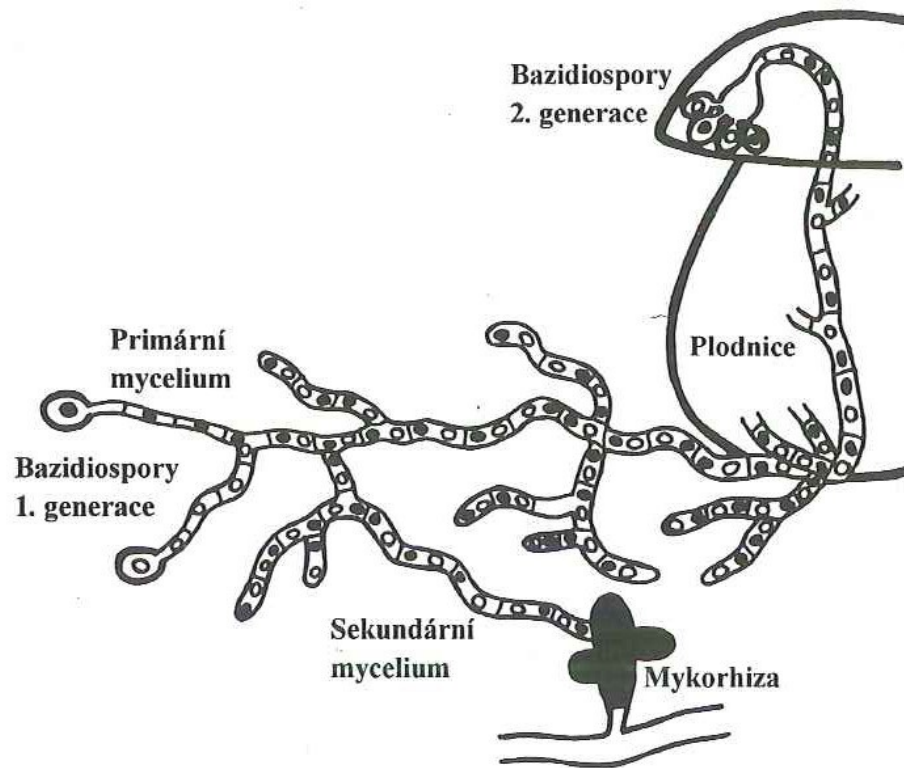 Bazidiospory
2. generace
Primární
mycelium
Plodnice
Bazidiospory
1. generace
Sekundární
mycelium
Mykorhiza